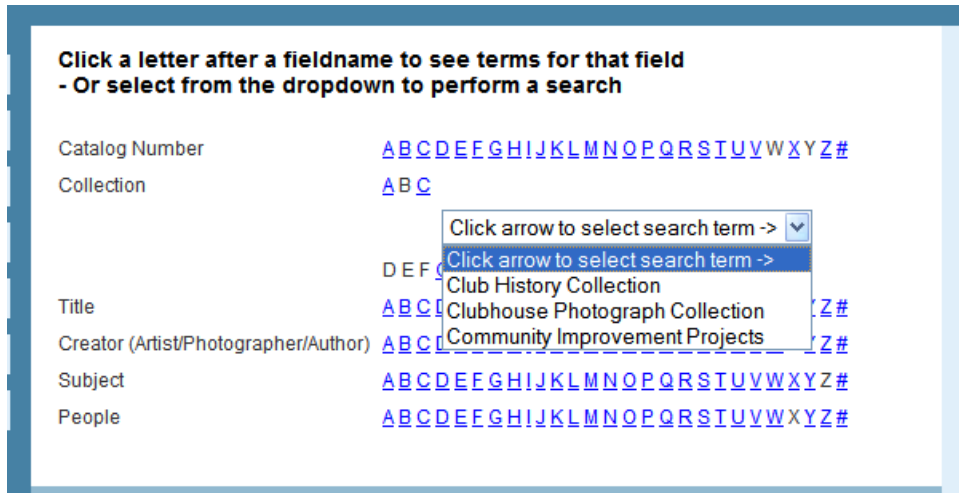 Click a letter after a fieldname to see terms for that field
- Or select from the dropdown to perform a search
Catalog Number A B C D E F G H I J K L M N O P Q R S T U V W X Y Z #
Collection A B C
Click arrow to select search term ->
Click arrow to select search term ->
D E F
Club History Collection
Title A B C Clubhouse Photograph Collection Z #
Creator (Artist/Photographer/Author) A B C Community Improvement Projects Y Z #
Subject A B C D E F G H I J K L M N O P Q R S T U V W X Y Z #
People A B C D E F G H I J K L M N O P Q R S T U V W X Y Z #